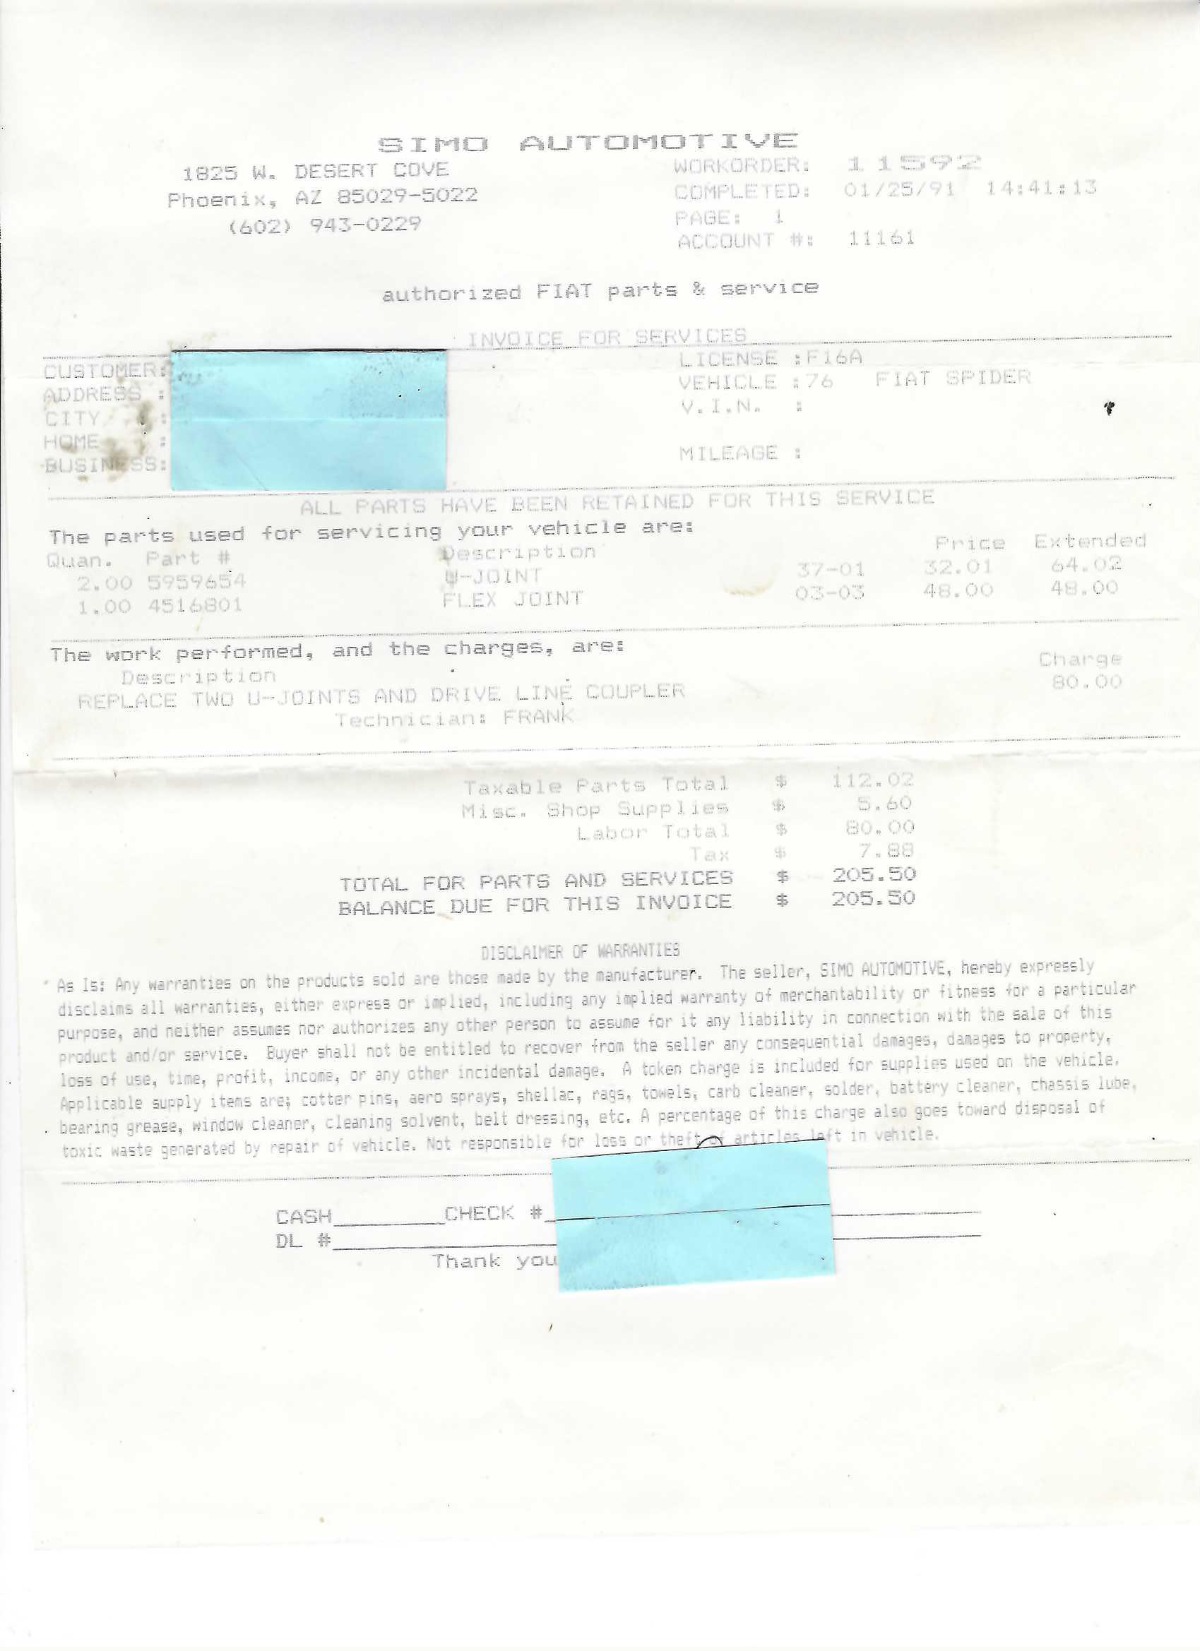 SIMO AUTOMOTIVE
1825 W. DESERT COVE
Phoenix, AZ 85029-5022
(602) 943-0229
WORKORDER: 11592
COMPLETED: 01/25/91 14:41:13
PAGE: 1
ACCOUNT #: 11161
authorized FIAT parts & service
INVOICE FOR SERVICES
CUSTOMER:
ADDRESS :
CITY :
HOME :
BUSINESS:
LICENSE :F16A
VEHICLE :76 FIAT SPIDER
V.I.N. :
MILEAGE :
ALL PARTS HAVE BEEN RETAINED FOR THIS SERVICE
The parts used for servicing your vehicle are:
Quan. Part # Description Price Extended
2.00 5959654 U-JOINT 37-01 32.01 64.02
1.00 4516801 FLEX JOINT 03-03 48.00 48.00
The work performed, and the charges, are:
Description Charge
REPLACE TWO U-JOINTS AND DRIVE LINE COUPLER 80.00
Technician: FRANK
Taxable Parts Total $ 112.02
Misc. Shop Supplies $ 5.60
Labor Total $ 80.00
Tax $ 7.88
TOTAL FOR PARTS AND SERVICES $ 205.50
BALANCE DUE FOR THIS INVOICE $ 205.50
DISCLAIMER OF WARRANTIES
As Is: Any warranties on the products sold are those made by the manufacturer. The seller, SIMO AUTOMOTIVE, hereby expressly
disclaims all warranties, either express or implied, including any implied warranty of merchantability or fitness for a particular
purpose, and neither assumes nor authorizes any other person to assume for it any liability in connection with the sale of this
product and/or service. Buyer shall not be entitled to recover from the seller any consequential damages, damages to property,
loss of use, time, profit, income, or any other incidental damage. A token charge is included for supplies used on the vehicle.
Applicable supply items are; cotter pins, aero sprays, shellac, rags, towels, carb cleaner, solder, battery cleaner, chassis lube,
bearing grease, window cleaner, cleaning solvent, belt dressing, etc. A percentage of this charge also goes toward disposal of
toxic waste generated by repair of vehicle. Not responsible for loss or theft of articles left in vehicle.
CASH________CHECK #_
DL #
Thank you